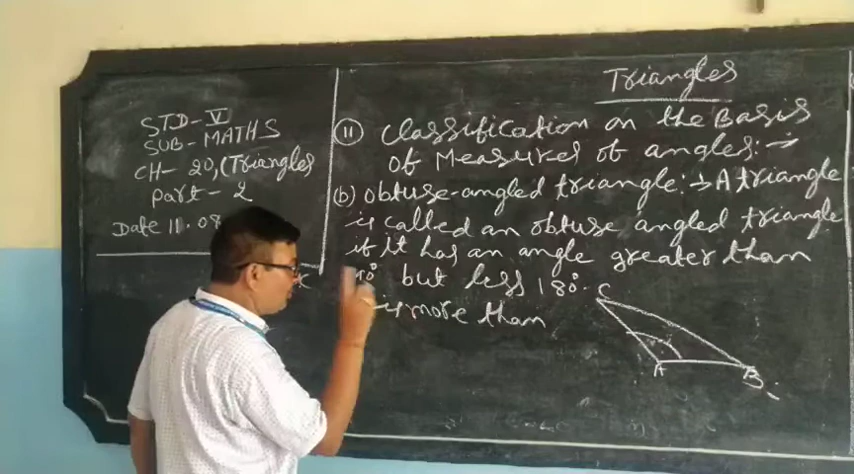 STD-V
SUB-MATHS
CH-20, (Triangles
Part-2
Date 11.08
Triangles
(11) Classification on the Basis
of Measures of angles:→
(b) Obtuse-angled triangle:→ A triangle
is called an obtuse angled triangle
if it has an angle greater than
90° but less 180°.
is more than
C
A
B